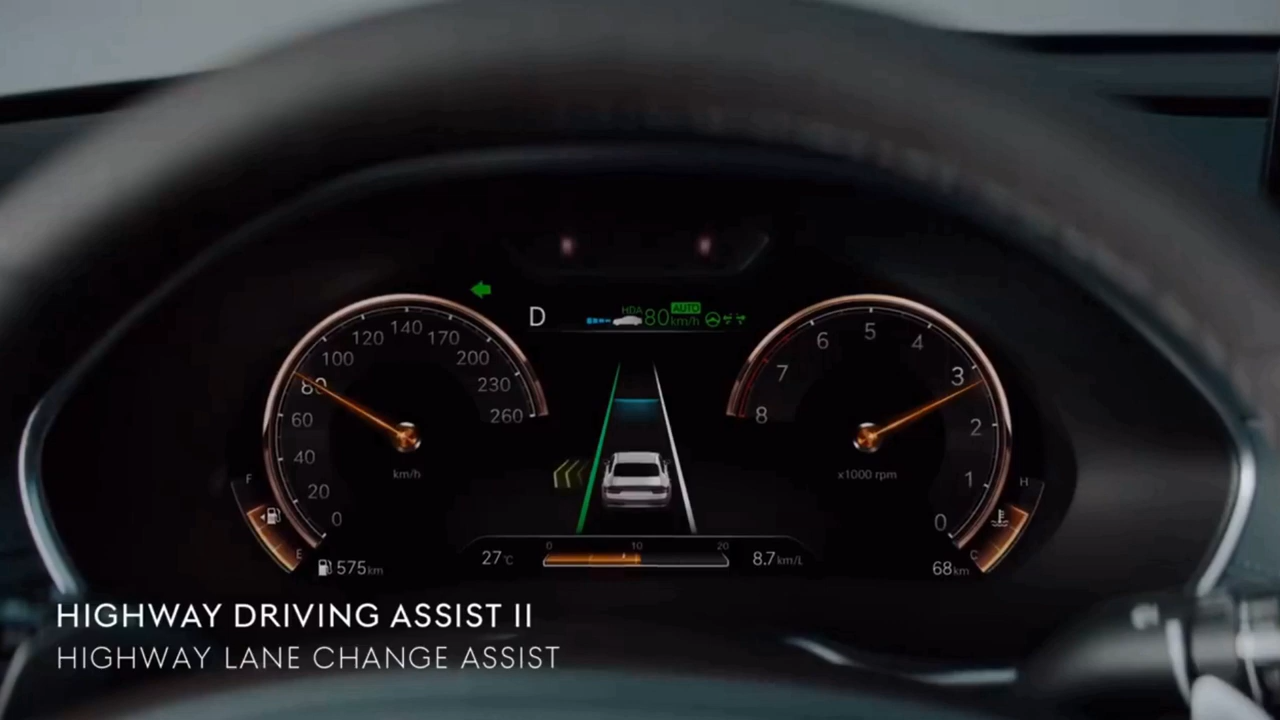 D
HDA
AUTO
80km/h
0
20
40
60
80
100
120
140
170
200
230
260
km/h
F
E
575km
27℃
0 10 20
8.7km/L
8
7
6
5
4
3
2
1
0
x1000 rpm
H
C
68km
HIGHWAY DRIVING ASSIST II
HIGHWAY LANE CHANGE ASSIST